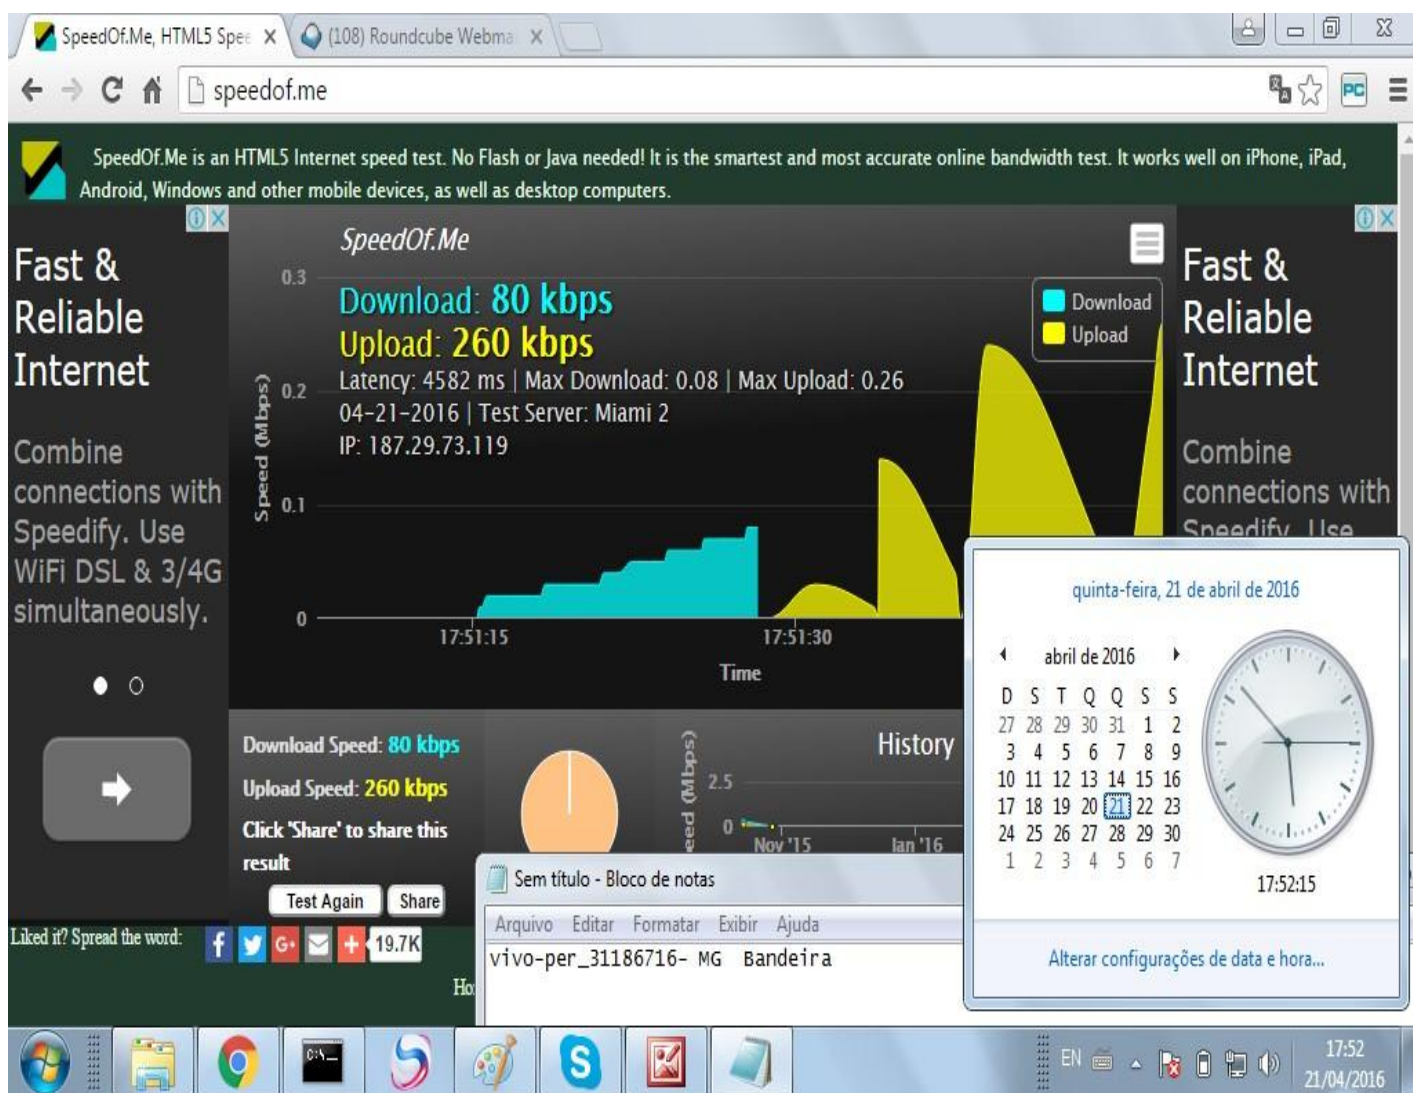 SpeedOf.Me, HTML5 Spee
(108) Roundcube Webma
speedof.me
PC
SpeedOf.Me is an HTML5 Internet speed test. No Flash or Java needed! It is the smartest and most accurate online bandwidth test. It works well on iPhone, iPad,
Android, Windows and other mobile devices, as well as desktop computers.
Fast &
Reliable
Internet
Combine
connections with
Speedify. Use
WiFi DSL & 3/4G
simultaneously.
SpeedOf.Me
Download: 80 kbps
Upload: 260 kbps
Latency: 4582 ms | Max Download: 0.08 | Max Upload: 0.26
04-21-2016 | Test Server: Miami 2
IP: 187.29.73.119
Download
Upload
Speed (Mbps)
0.3
0.2
0.1
0
17:51:15
17:51:30
Time
Fast &
Reliable
Internet
Combine
connections with
Speedify. Use
Download Speed: 80 kbps
Upload Speed: 260 kbps
Click 'Share' to share this
result
Test Again
Share
History
eed (Mbps)
2.5
0
Nov '15
Jan '16
Liked it? Spread the word:
19.7K
Ho
Sem título - Bloco de notas
Arquivo Editar Formatar Exibir Ajuda
vivo-per_31186716- MG Bandeira
quinta-feira, 21 de abril de 2016
abril de 2016
D S T Q Q S S
27 28 29 30 31 1 2
3 4 5 6 7 8 9
10 11 12 13 14 15 16
17 18 19 20 21 22 23
24 25 26 27 28 29 30
1 2 3 4 5 6 7
17:52:15
Alterar configurações de data e hora...
C:\_
EN
17:52
21/04/2016